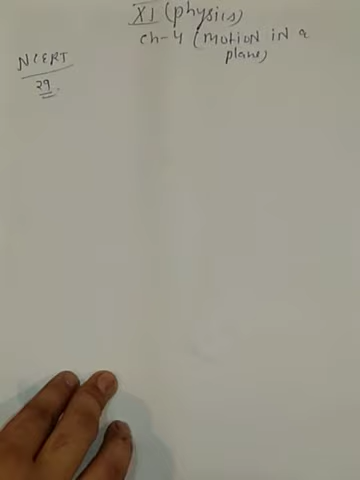 XI (physics)
ch-4 (motion in a
plane)
NCERT
29.